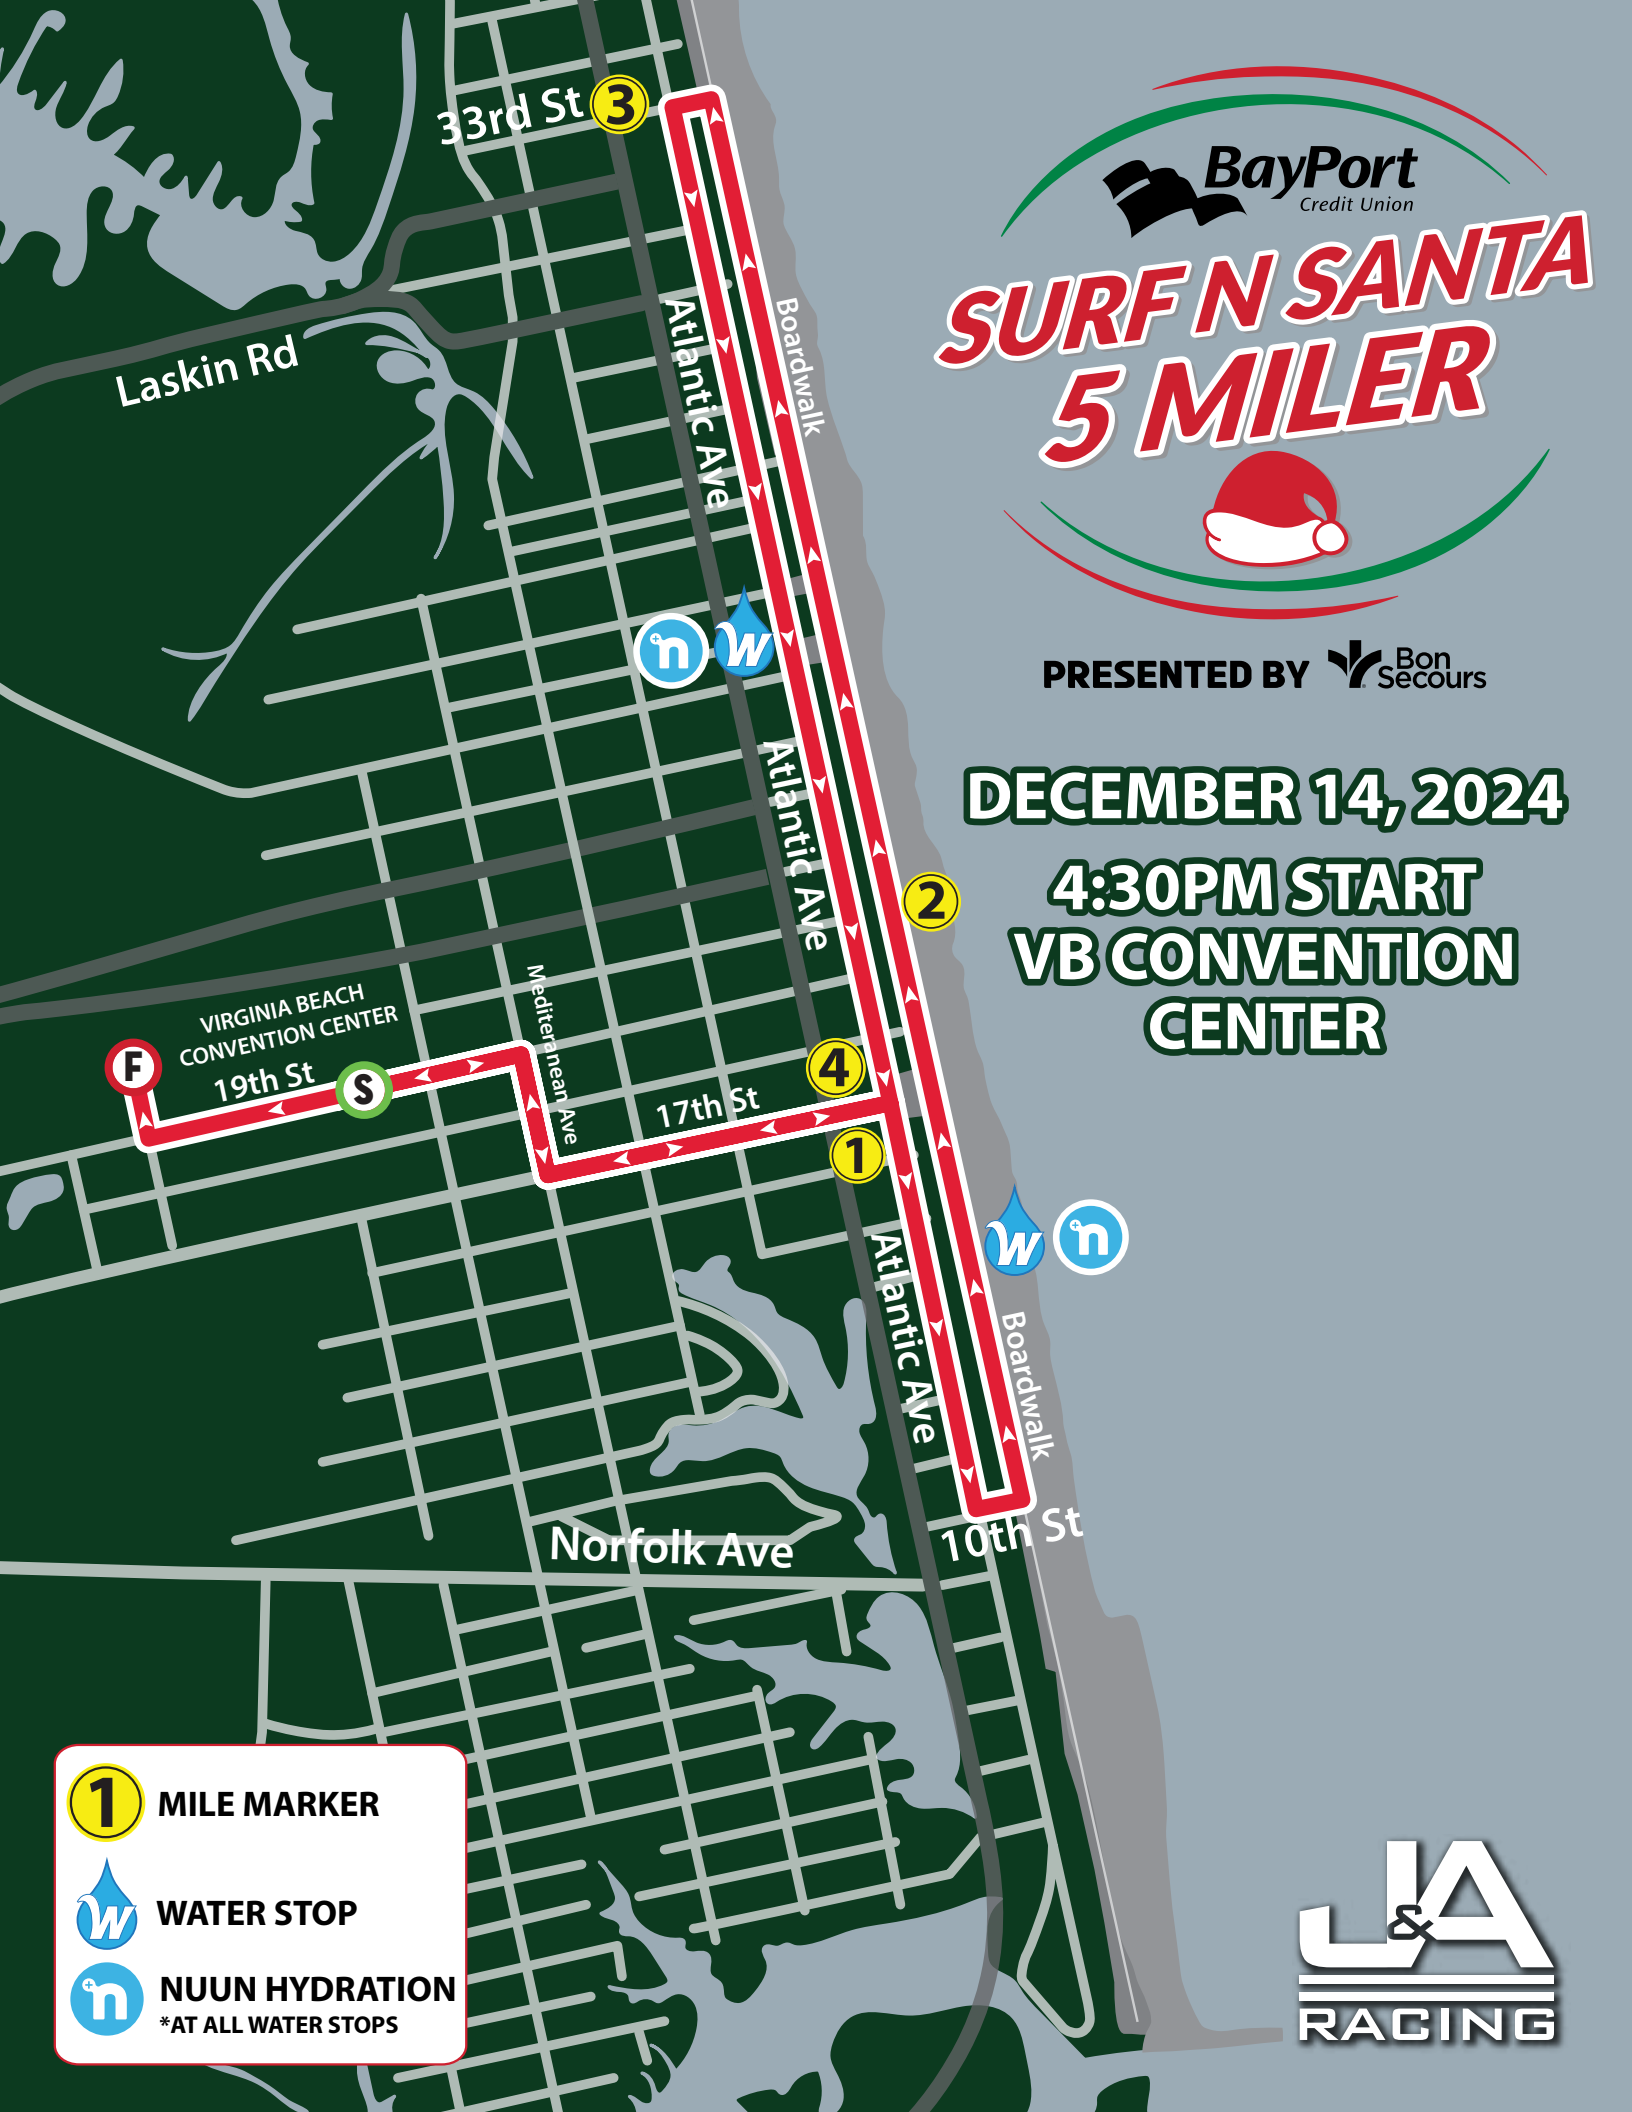 BayPort
Credit Union
SURF N SANTA
5 MILER
PRESENTED BY
Bon
Secours
DECEMBER 14, 2024
4:30PM START
VB CONVENTION
CENTER
33rd St
3
Laskin Rd
Atlantic Ave
Boardwalk
n
W
Atlantic Ave
2
VIRGINIA BEACH
CONVENTION CENTER
Mediteranean Ave
F
19th St
S
4
17th St
1
W
n
Atlantic Ave
Boardwalk
10th St
Norfolk Ave
1
MILE MARKER
W
WATER STOP
n
NUUN HYDRATION
*AT ALL WATER STOPS
J&A
RACING